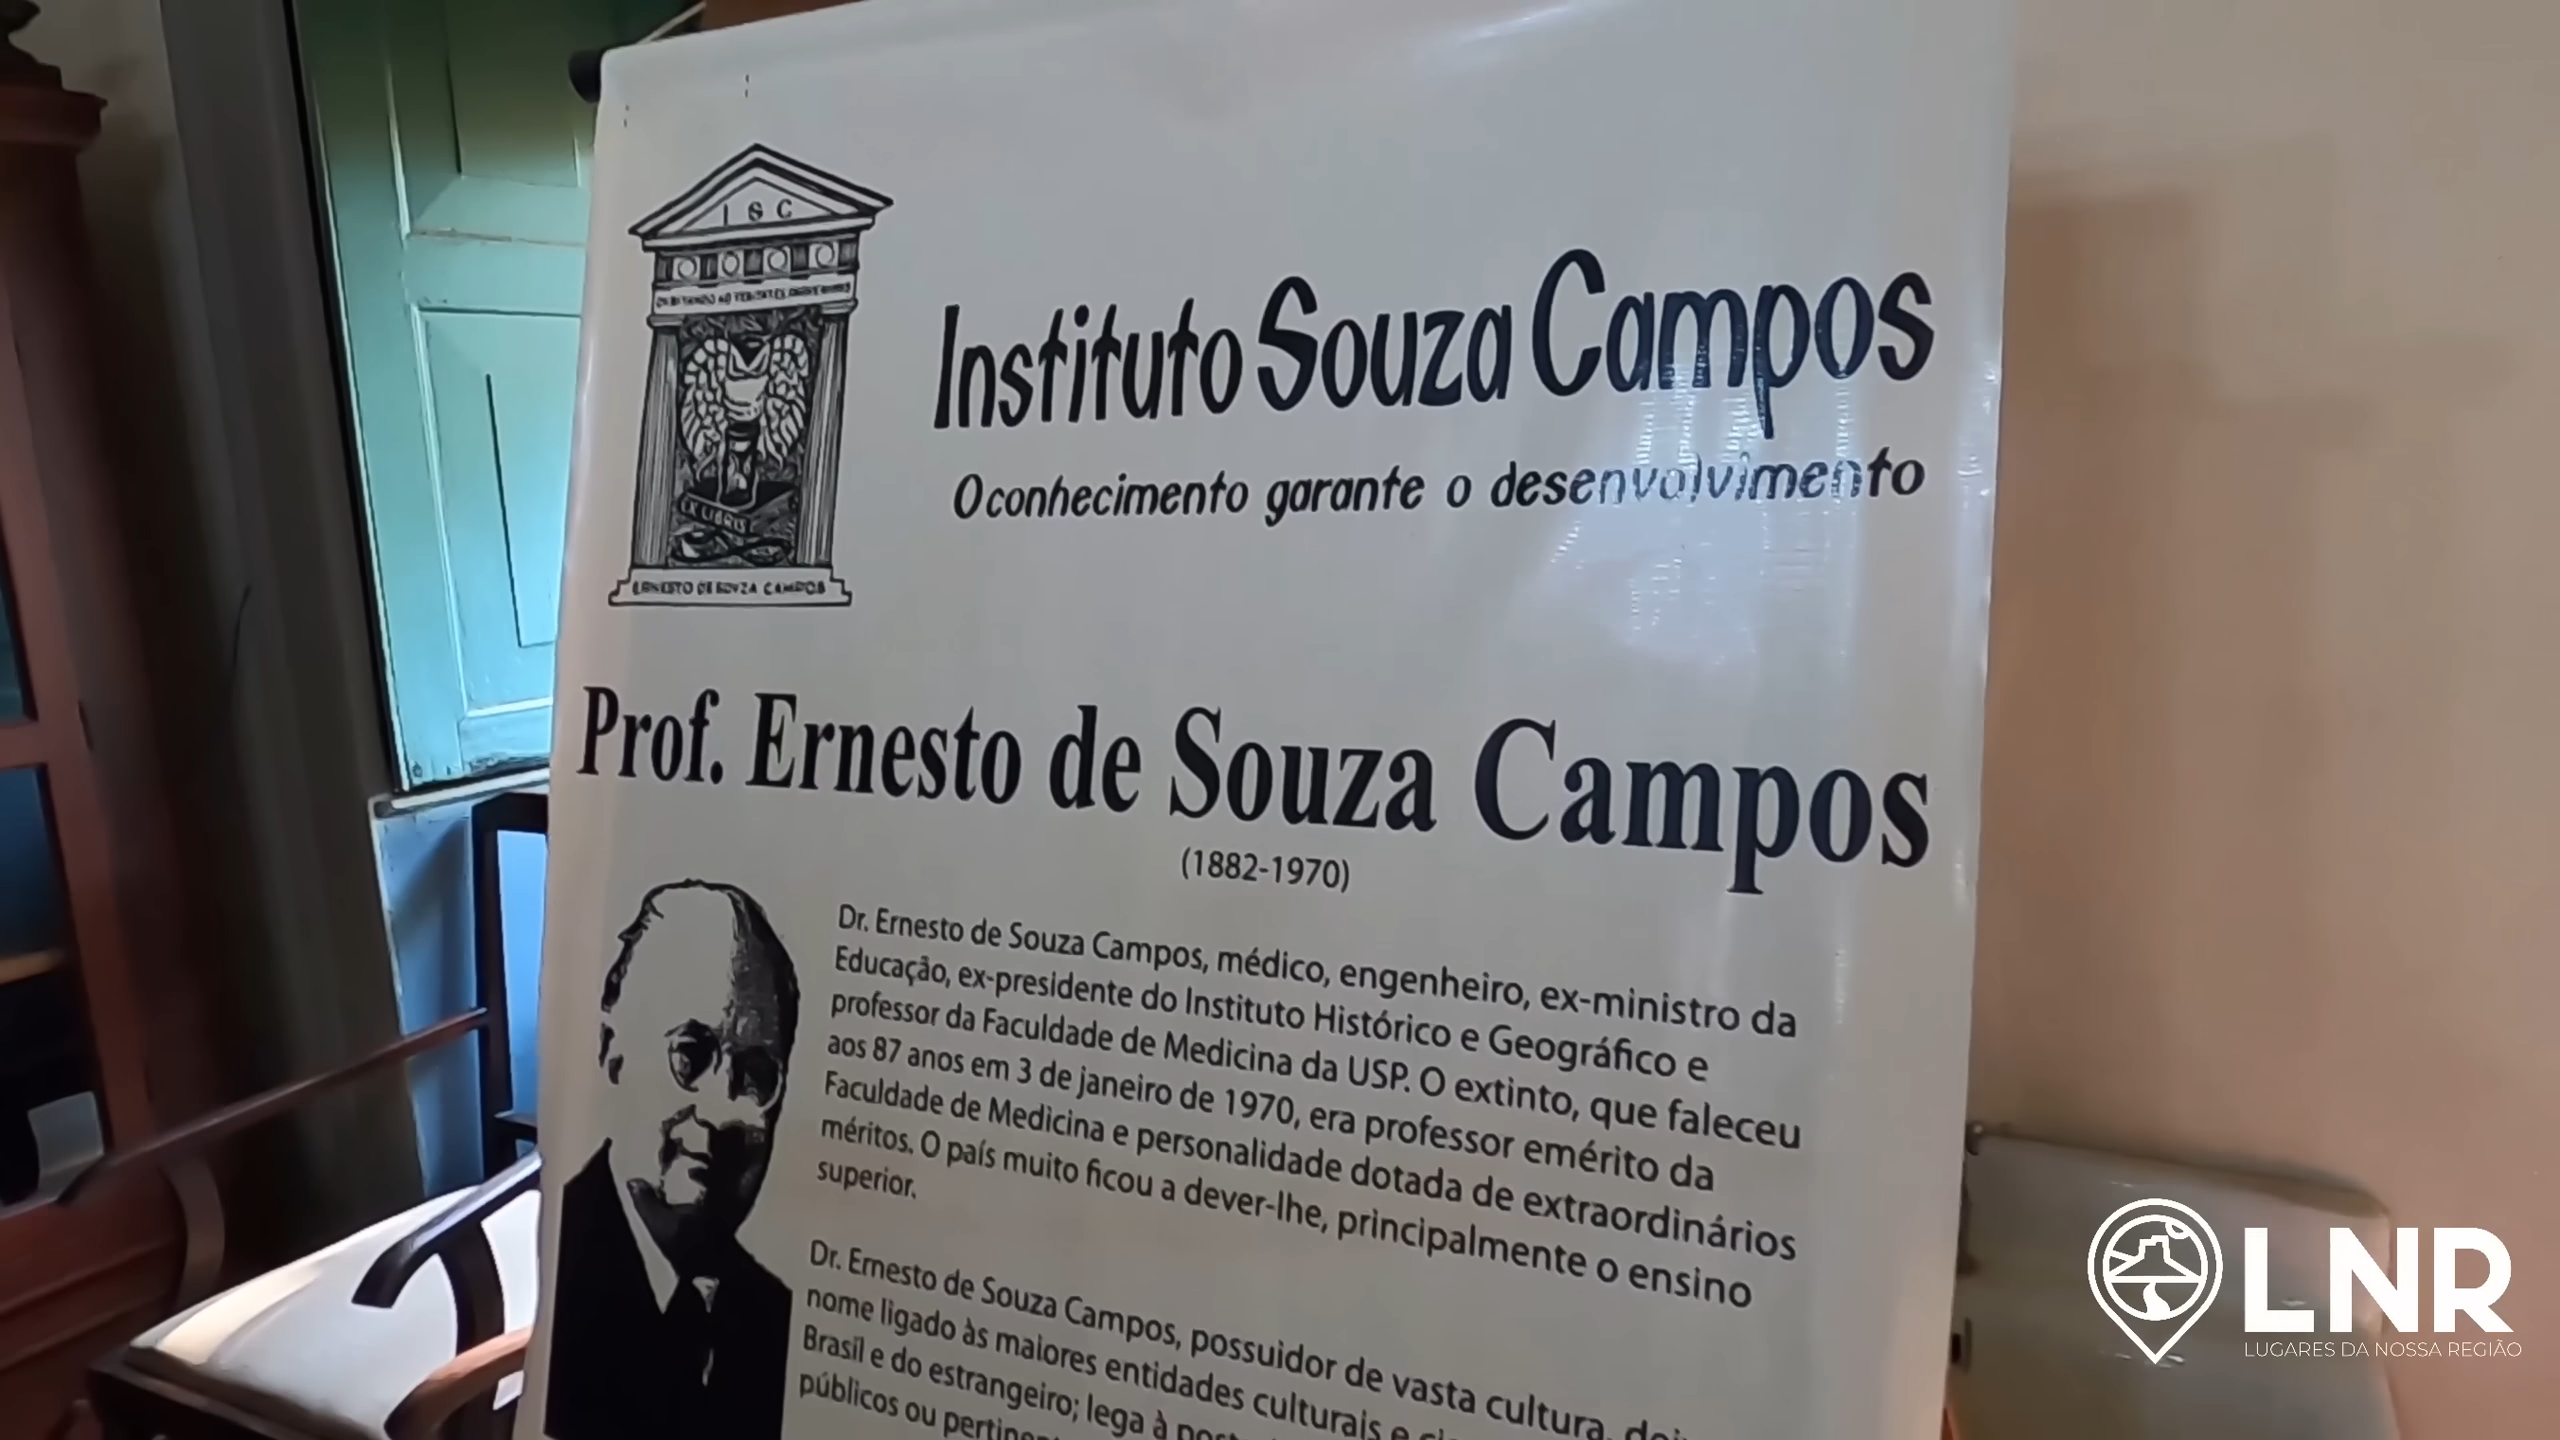 I S C
Instituto Souza Campos
O conhecimento garante o desenvolvimento
EX LIBRIS
ERNESTO DE SOVZA CAMPOS
Prof. Ernesto de Souza Campos
(1882-1970)
Dr. Ernesto de Souza Campos, médico, engenheiro, ex-ministro da
Educação, ex-presidente do Instituto Histórico e Geográfico e
professor da Faculdade de Medicina da USP. O extinto, que faleceu
aos 87 anos em 3 de janeiro de 1970, era professor emérito da
Faculdade de Medicina e personalidade dotada de extraordinários
méritos. O país muito ficou a dever-lhe, principalmente o ensino
superior.
Dr. Ernesto de Souza Campos, possuidor de vasta cultura,
nome ligado às maiores entidades culturais e
Brasil e do estrangeiro; lega à
públicos ou
LNR
LUGARES DA NOSSA REGIÃO